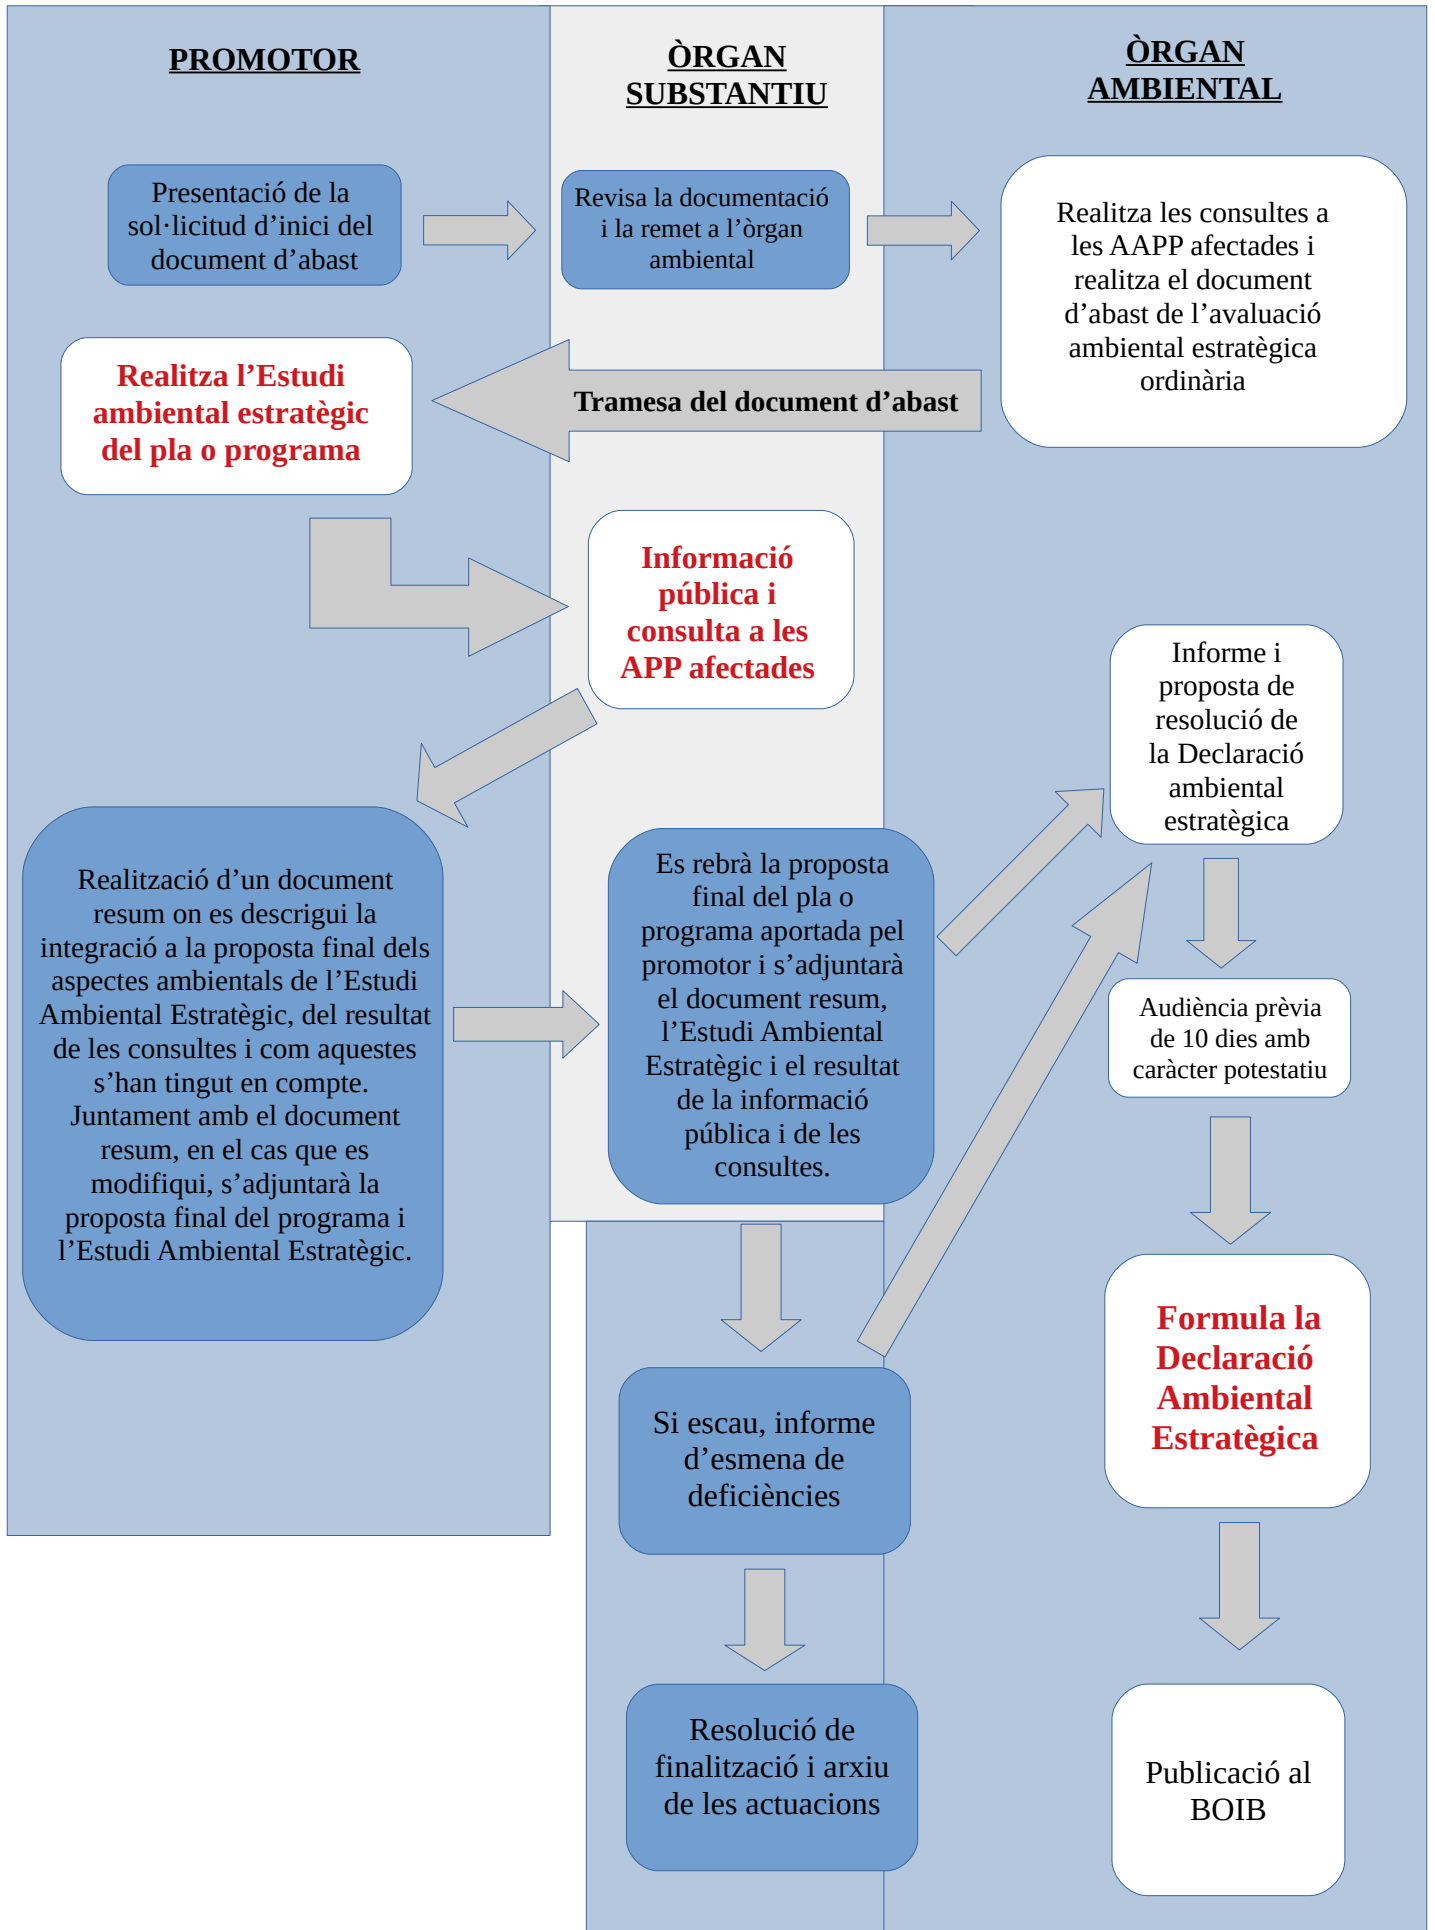 PROMOTOR
ÒRGAN
SUBSTANTIU
ÒRGAN
AMBIENTAL
Presentació de la
sol·licitud d’inici del
document d’abast
Revisa la documentació
i la remet a l’òrgan
ambiental
Realitza les consultes a
les AAPP afectades i
realitza el document
d’abast de l’avaluació
ambiental estratègica
ordinària
Tramesa del document d’abast
Realitza l’Estudi
ambiental estratègic
del pla o programa
Informació
pública i
consulta a les
APP afectades
Realització d’un document
resum on es descrigui la
integració a la proposta final dels
aspectes ambientals de l’Estudi
Ambiental Estratègic, del resultat
de les consultes i com aquestes
s’han tingut en compte.
Juntament amb el document
resum, en el cas que es
modifiqui, s’adjuntarà la
proposta final del programa i
l’Estudi Ambiental Estratègic.
Es rebrà la proposta
final del pla o
programa aportada pel
promotor i s’adjuntarà
el document resum,
l’Estudi Ambiental
Estratègic i el resultat
de la informació
pública i de les
consultes.
Informe i
proposta de
resolució de
la Declaració
ambiental
estratègica
Audiència prèvia
de 10 dies amb
caràcter potestatiu
Formula la
Declaració
Ambiental
Estratègica
Si escau, informe
d’esmena de
deficiències
Resolució de
finalització i arxiu
de les actuacions
Publicació al
BOIB